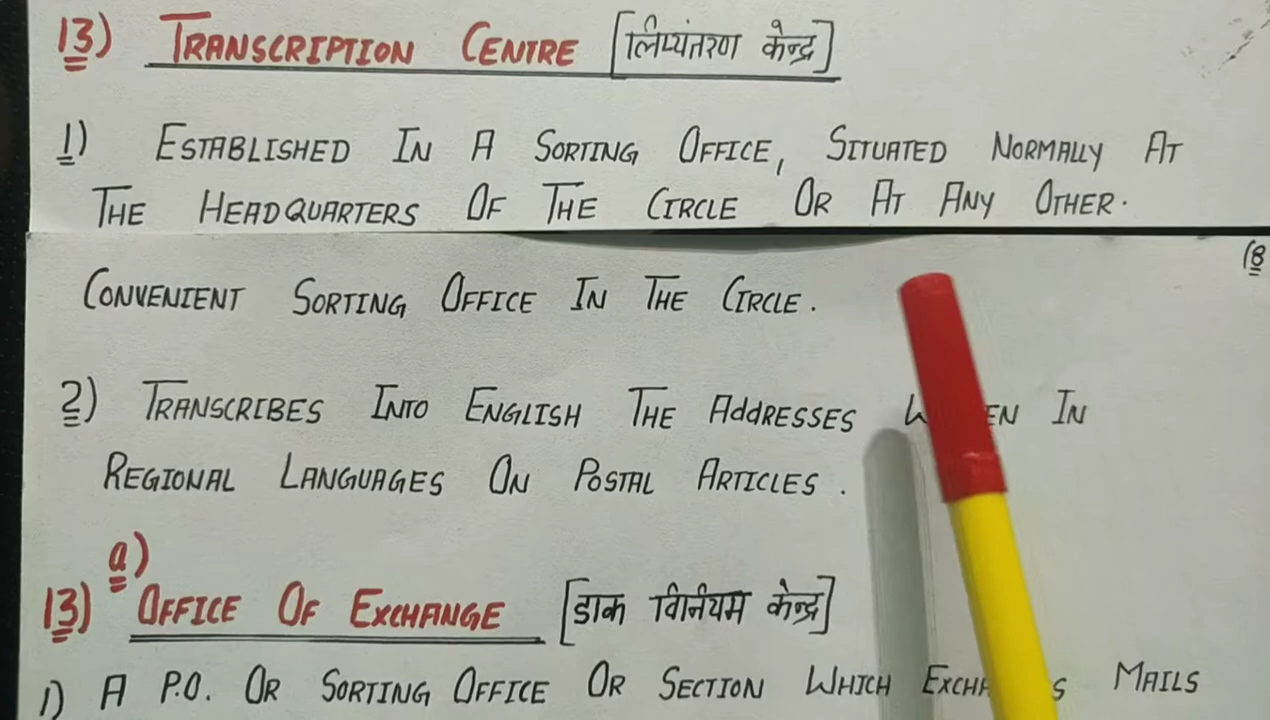 13) TRANSCRIPTION CENTRE [लिप्यंतरण केन्द्र]
1) ESTABLISHED IN A SORTING OFFICE, SITUATED NORMALLY AT
THE HEADQUARTERS OF THE CIRCLE OR AT ANY OTHER.
(8
CONVENIENT SORTING OFFICE IN THE CIRCLE.
2) TRANSCRIBES INTO ENGLISH THE ADDRESSES IN
REGIONAL LANGUAGES ON POSTAL ARTICLES.
a)
13) OFFICE OF EXCHANGE [डाक विनियम केन्द्र]
1) A P.O. OR SORTING OFFICE OR SECTION WHICH MAILS